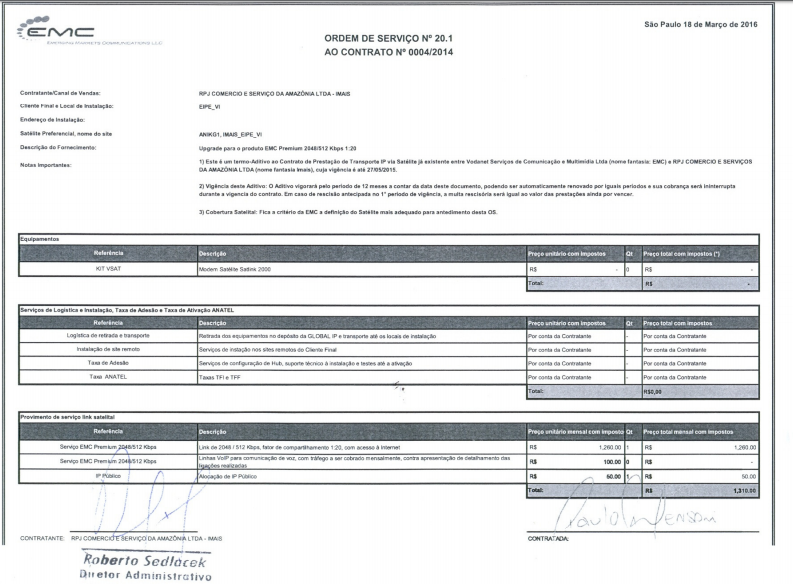 São Paulo 18 de Março de 2016
EMC
EMERGING MARKETS COMMUNICATIONS LLC
ORDEM DE SERVIÇO Nº 20.1
AO CONTRATO Nº 0004/2014
Contratante/Canal de Vendas: RPJ COMERCIO E SERVIÇO DA AMAZÔNIA LTDA - IMAIS
Cliente Final e Local de Instalação: EIPE_VI
Endereço de Instalação:
Satélite Preferencial, nome do site ANIKG1, IMAIS_EIPE_VI
Descrição do Fornecimento: Upgrade para o produto EMC Premium 2048/512 Kbps 1:20
Notas Importantes: 1) Este é um termo-Aditivo ao Contrato de Prestação de Transporte IP via Satélite já existente entre Vodanet Serviços de Comunicação e Multimídia Ltda (nome fantasia: EMC) e RPJ COMERCIO E SERVIÇOS
DA AMAZÔNIA LTDA (nome fantasia Imais), cuja vigência é até 27/05/2015.
2) Vigência deste Aditivo: O Aditivo vigorará pelo período de 12 meses a contar da data deste documento, podendo ser automaticamente renovado por iguais períodos e sua cobrança será ininterrupta
durante a vigencia do contrato. Em caso de rescisão antecipada no 1º período de vigência, a multa rescisória será igual ao valor das prestações ainda por vencer.
3) Cobertura Satelital: Fica a critério da EMC a definição do Satélite mais adequado para antedimento desta OS.
Equipamentos
Referência Descrição Preço unitário com impostos Qt Preço total com impostos (*)
KIT VSAT Modem Satélite Satlink 2000 R$ - 0 R$ -
Total: R$ -
Serviços de Logística e Instalação, Taxa de Adesão e Taxa de Ativação ANATEL
Referência Descrição Preço unitário com impostos Qt Preço total com impostos
Logística de retirada e transporte Retirada dos equipamentos no depósito da GLOBAL IP e transporte até os locais de instalação Por conta da Contratante - Por conta da Contratante
Instalação de site remoto Serviços de instação nos sites remotos do Cliente Final Por conta da Contratante - Por conta da Contratante
Taxa de Adesão Serviços de configuração de Hub, suporte técnico à instalação e testes até a ativação Por conta da Contratante - Por conta da Contratante
Taxa ANATEL Taxas TFI e TFF Por conta da Contratante - Por conta da Contratante
Total: R$0,00
Provimento de serviço link satelital
Referência Descrição Preço unitário mensal com imposto Qt Preço total mensal com impostos
Serviço EMC Premium 2048/512 Kbps Link de 2048 / 512 Kbps, fator de compartilhamento 1:20, com acesso à Internet R$ 1,260.00 1 R$ 1,260.00
Serviço EMC Premium 2048/512 Kbps Linhas VoIP para comunicação de voz, com tráfego a ser cobrado mensalmente, contra apresentação de detalhamento das
ligações realizadas R$ 100.00 0 R$ -
IP Público Alocação de IP Público R$ 50.00 1 R$ 50.00
Total: R$ 1,310.00
CONTRATANTE: RPJ COMERCIO E SERVIÇO DA AMAZÔNIA LTDA - IMAIS CONTRATADA:
Roberto Sedlacek
Diretor Administrativo